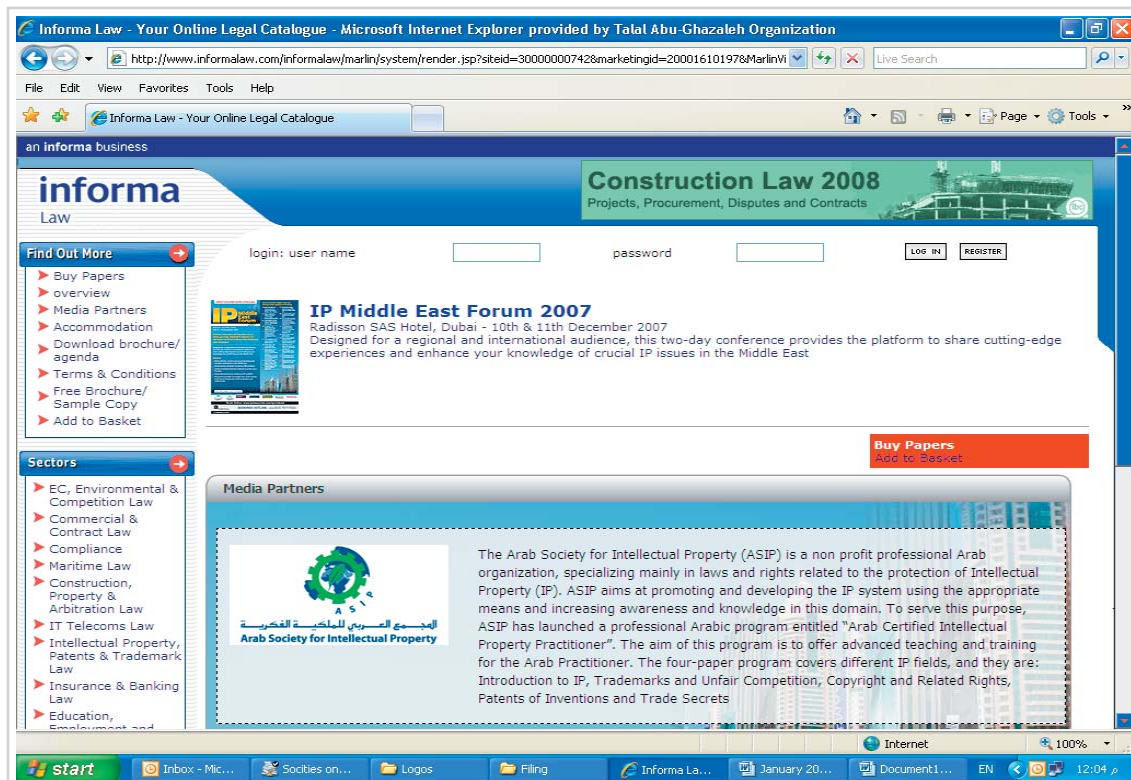 Informa Law - Your Online Legal Catalogue - Microsoft Internet Explorer provided by Talal Abu-Ghazaleh Organization
http://www.informalaw.com/informalaw/marlin/system/render.jsp?siteid=30000000742&marketingid=20001610197&MarlinVi
Live Search
File Edit View Favorites Tools Help
Informa Law - Your Online Legal Catalogue
Page Tools
an informa business
informa
Law
Construction Law 2008
Projects, Procurement, Disputes and Contracts
ibc
login: user name
password
LOG IN
REGISTER
Find Out More
Buy Papers
overview
Media Partners
Accommodation
Download brochure/
agenda
Terms & Conditions
Free Brochure/
Sample Copy
Add to Basket
IP Middle East Forum
IP Middle East Forum 2007
Radisson SAS Hotel, Dubai - 10th & 11th December 2007
Designed for a regional and international audience, this two-day conference provides the platform to share cutting-edge
experiences and enhance your knowledge of crucial IP issues in the Middle East
Buy Papers
Add to Basket
Sectors
EC, Environmental &
Competition Law
Commercial &
Contract Law
Compliance
Maritime Law
Construction,
Property &
Arbitration Law
IT Telecoms Law
Intellectual Property,
Patents & Trademark
Law
Insurance & Banking
Law
Education,
Employment and
Media Partners
ASIP
المجمع العربي للملكية الفكرية
Arab Society for Intellectual Property
The Arab Society for Intellectual Property (ASIP) is a non profit professional Arab
organization, specializing mainly in laws and rights related to the protection of Intellectual
Property (IP). ASIP aims at promoting and developing the IP system using the appropriate
means and increasing awareness and knowledge in this domain. To serve this purpose,
ASIP has launched a professional Arabic program entitled "Arab Certified Intellectual
Property Practitioner". The aim of this program is to offer advanced teaching and training
for the Arab Practitioner. The four-paper program covers different IP fields, and they are:
Introduction to IP, Trademarks and Unfair Competition, Copyright and Related Rights,
Patents of Inventions and Trade Secrets
Internet
100%
start
Inbox - Mic...
Socities on...
Logos
Filing
Informa La...
January 20...
Document1...
EN
12:04 م